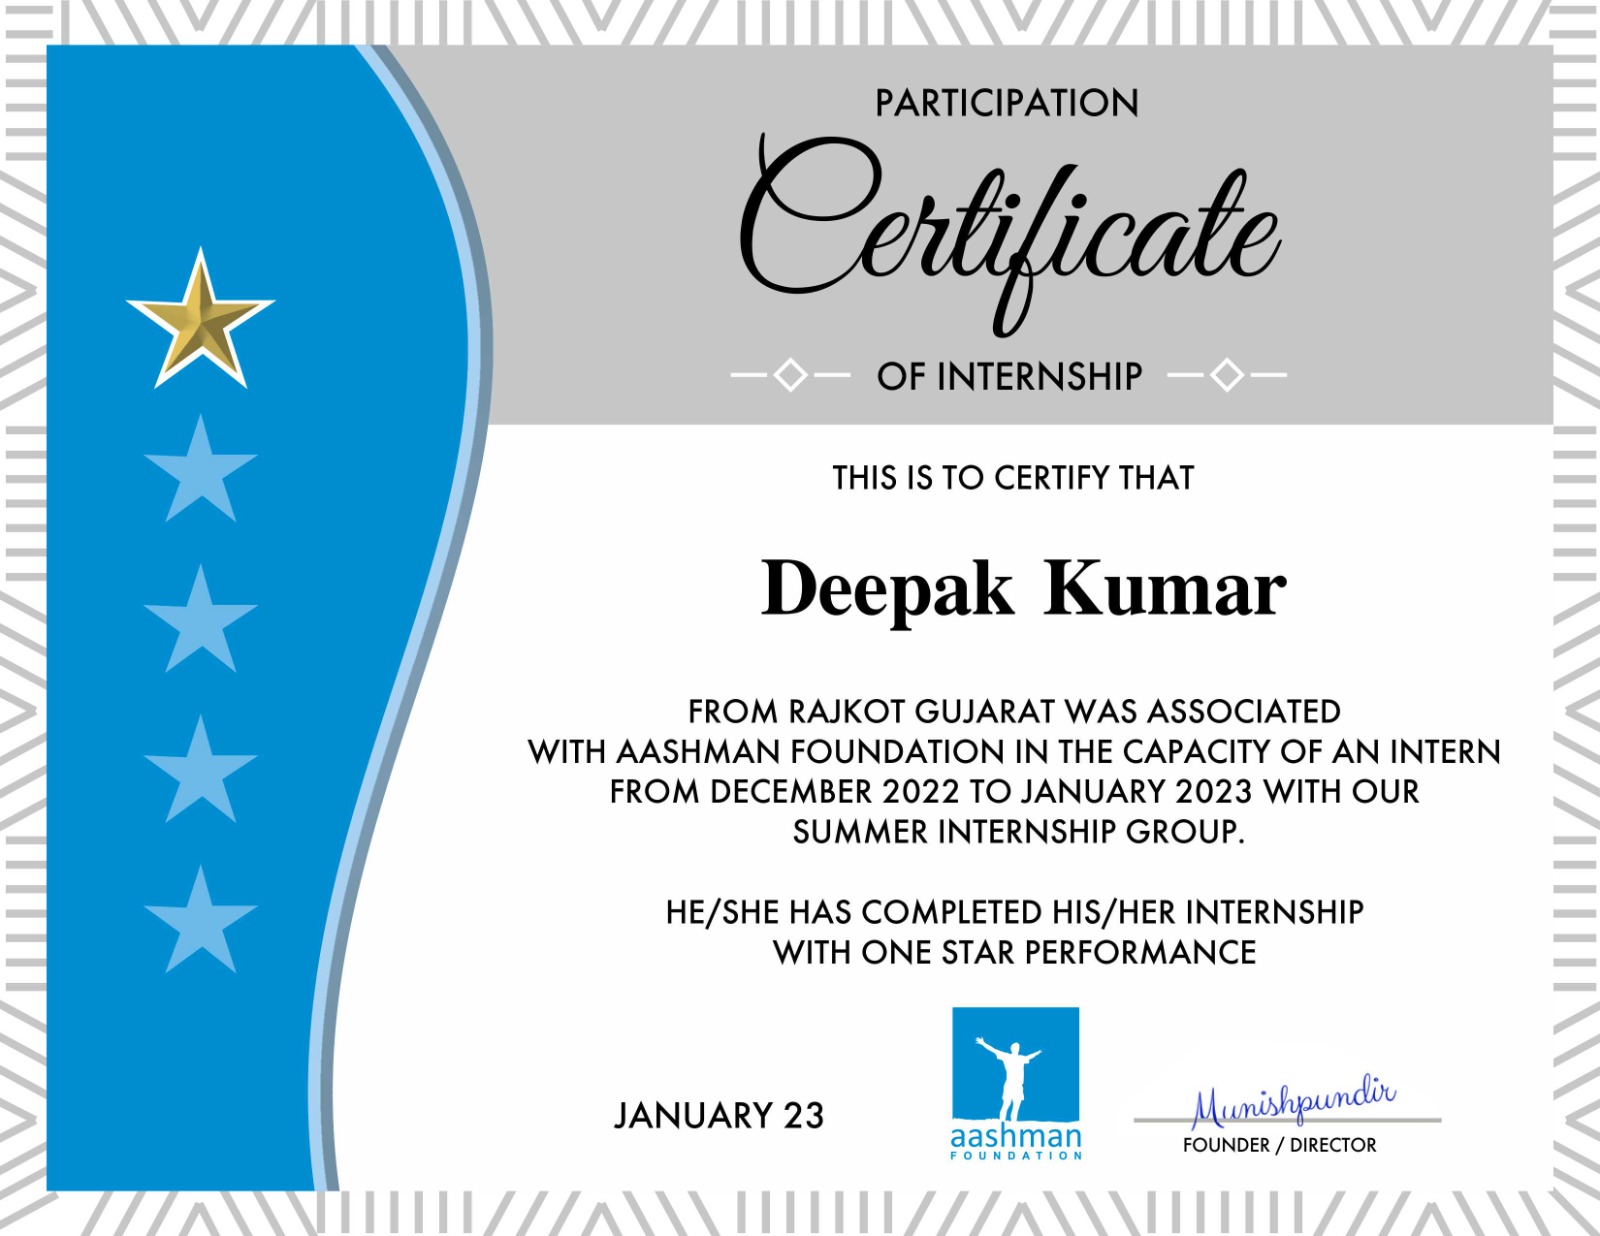 PARTICIPATION
Certificate
OF INTERNSHIP
THIS IS TO CERTIFY THAT
Deepak Kumar
FROM RAJKOT GUJARAT WAS ASSOCIATED
WITH AASHMAN FOUNDATION IN THE CAPACITY OF AN INTERN
FROM DECEMBER 2022 TO JANUARY 2023 WITH OUR
SUMMER INTERNSHIP GROUP.
HE/SHE HAS COMPLETED HIS/HER INTERNSHIP
WITH ONE STAR PERFORMANCE
JANUARY 23
aashman
FOUNDATION
Munishpundir
FOUNDER / DIRECTOR